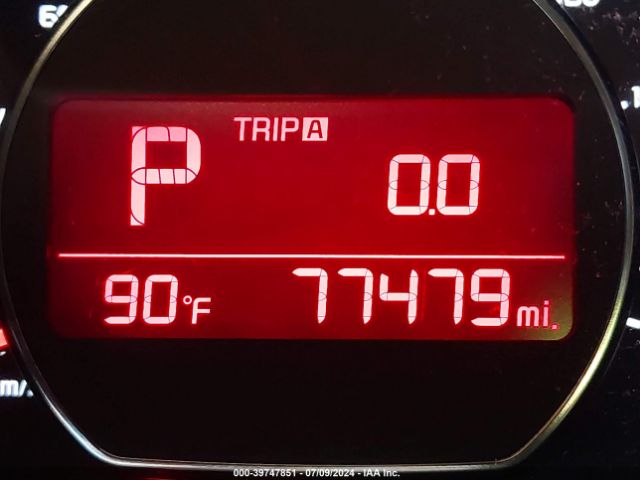 P
TRIP A
0.0
90°F
77479 mi.
000-39747851 - 07/09/2024 - IAA Inc.